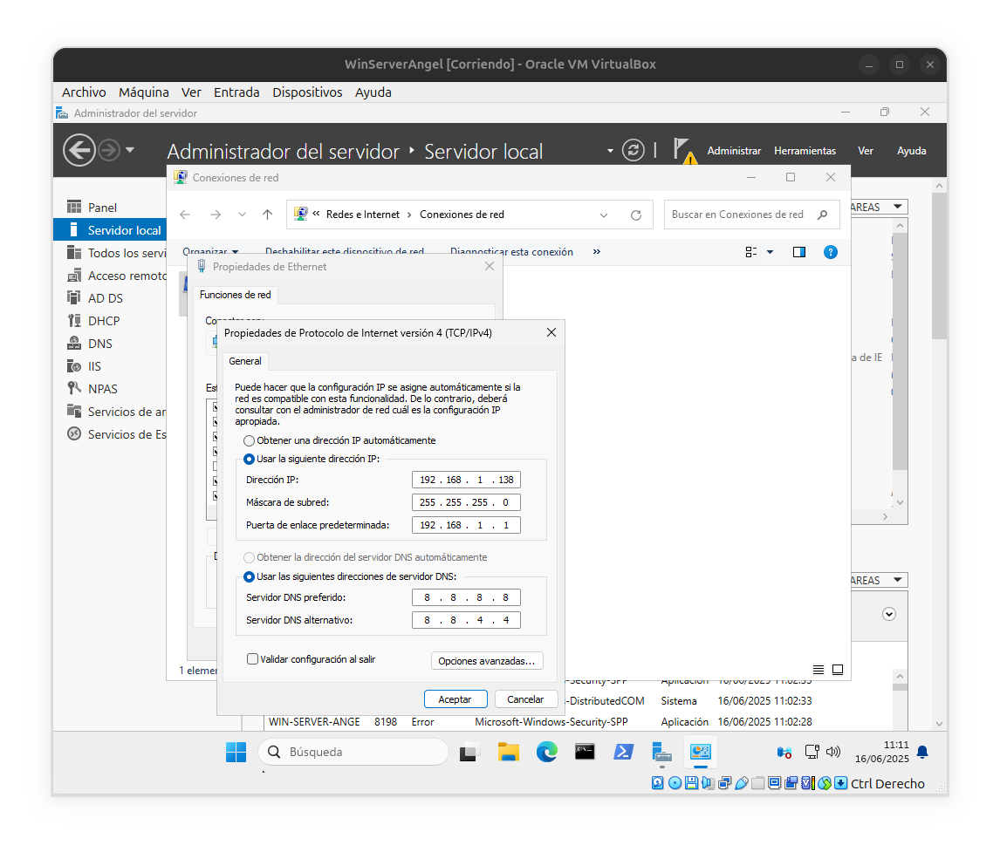 WinServerAngel [Corriendo] - Oracle VM VirtualBox
Archivo Máquina Ver Entrada Dispositivos Ayuda
Administrador del servidor
Administrador del servidor Servidor local
Administrar Herramientas Ver Ayuda
Conexiones de red
Panel
Servidor local
Todos los servi
Acceso remoto
AD DS
DHCP
DNS
IIS
NPAS
Servicios de ar
Servicios de Es
« Redes e Internet > Conexiones de red
Buscar en Conexiones de red
AREAS
Organizar Deshabilitar este dispositivo de red Diagnosticar esta conexión »
Propiedades de Ethernet
Funciones de red
a de IE
Propiedades de Protocolo de Internet versión 4 (TCP/IPv4)
General
Puede hacer que la configuración IP se asigne automáticamente si la
red es compatible con esta funcionalidad. De lo contrario, deberá
consultar con el administrador de red cuál es la configuración IP
apropiada.
Obtener una dirección IP automáticamente
Usar la siguiente dirección IP:
Dirección IP: 192 . 168 . 1 . 138
Máscara de subred: 255 . 255 . 255 . 0
Puerta de enlace predeterminada: 192 . 168 . 1 . 1
Obtener la dirección del servidor DNS automáticamente
Usar las siguientes direcciones de servidor DNS:
Servidor DNS preferido: 8 . 8 . 8 . 8
Servidor DNS alternativo: 8 . 8 . 4 . 4
Validar configuración al salir
Opciones avanzadas...
Aceptar Cancelar
AREAS
1 elemen
-Security-SPP Aplicación 16/06/2025 11:02:33
-DistributedCOM Sistema 16/06/2025 11:02:33
WIN-SERVER-ANGE 8198 Error Microsoft-Windows-Security-SPP Aplicación 16/06/2025 11:02:28
Búsqueda
11:11
16/06/2025
Ctrl Derecho